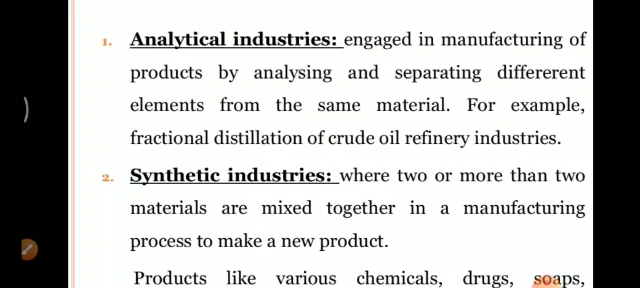 1. Analytical industries: engaged in manufacturing of
products by analysing and separating differerent
elements from the same material. For example,
fractional distillation of crude oil refinery industries.
2. Synthetic industries: where two or more than two
materials are mixed together in a manufacturing
process to make a new product.
Products like various chemicals, drugs, soaps,